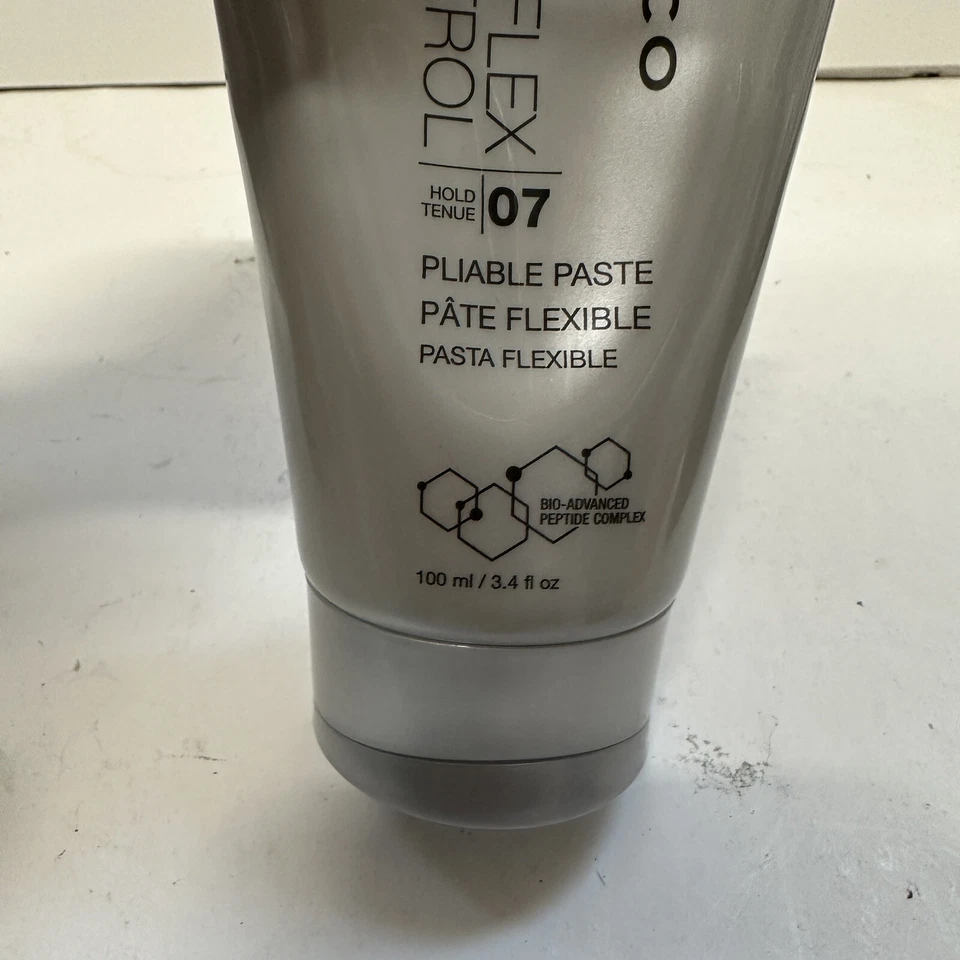 CO
FLEX
TROL
HOLD
TENUE
07
PLIABLE PASTE
PÂTE FLEXIBLE
PASTA FLEXIBLE
BIO-ADVANCED
PEPTIDE COMPLEX
100 ml / 3.4 fl oz